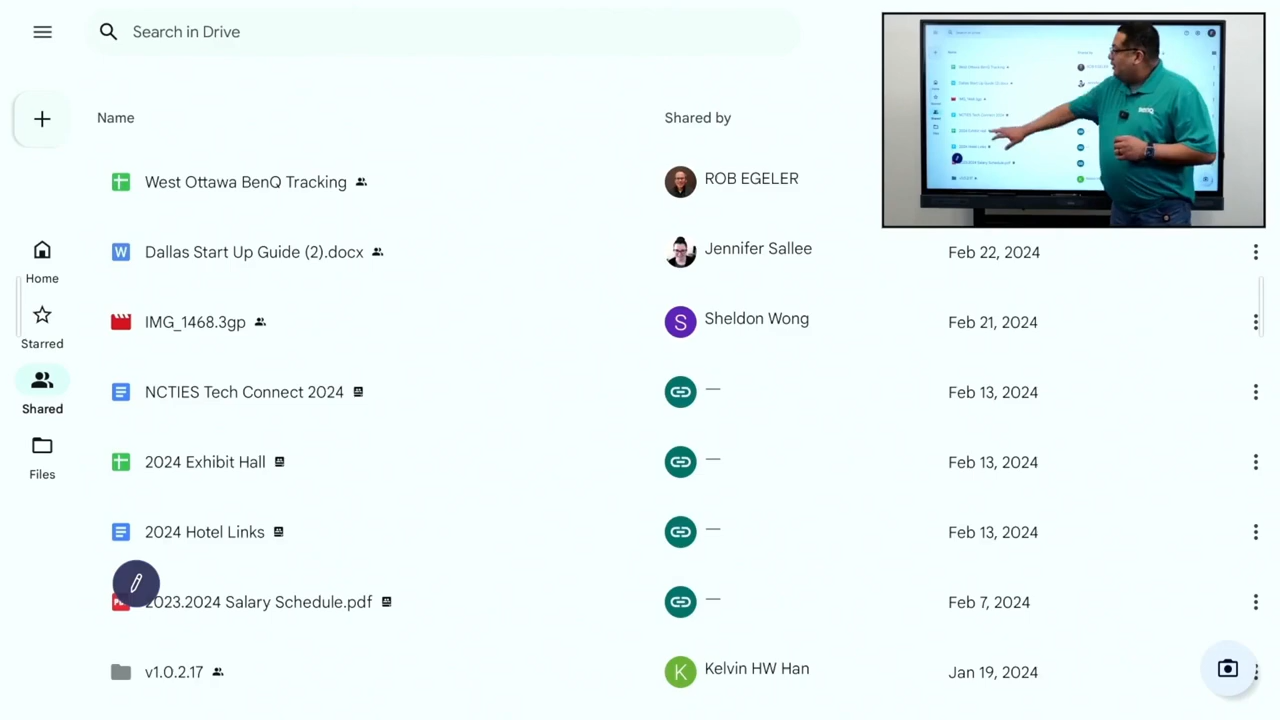 Search in Drive
Name
Shared by
West Ottawa BenQ Tracking
ROB EGELER
Dallas Start Up Guide (2).docx
Jennifer Sallee
Feb 22, 2024
IMG_1468.3gp
S
Sheldon Wong
Feb 21, 2024
NCTIES Tech Connect 2024
—
Feb 13, 2024
2024 Exhibit Hall
—
Feb 13, 2024
2024 Hotel Links
—
Feb 13, 2024
2023.2024 Salary Schedule.pdf
—
Feb 7, 2024
v1.0.2.17
K
Kelvin HW Han
Jan 19, 2024
Home
Starred
Shared
Files
W
BenQ